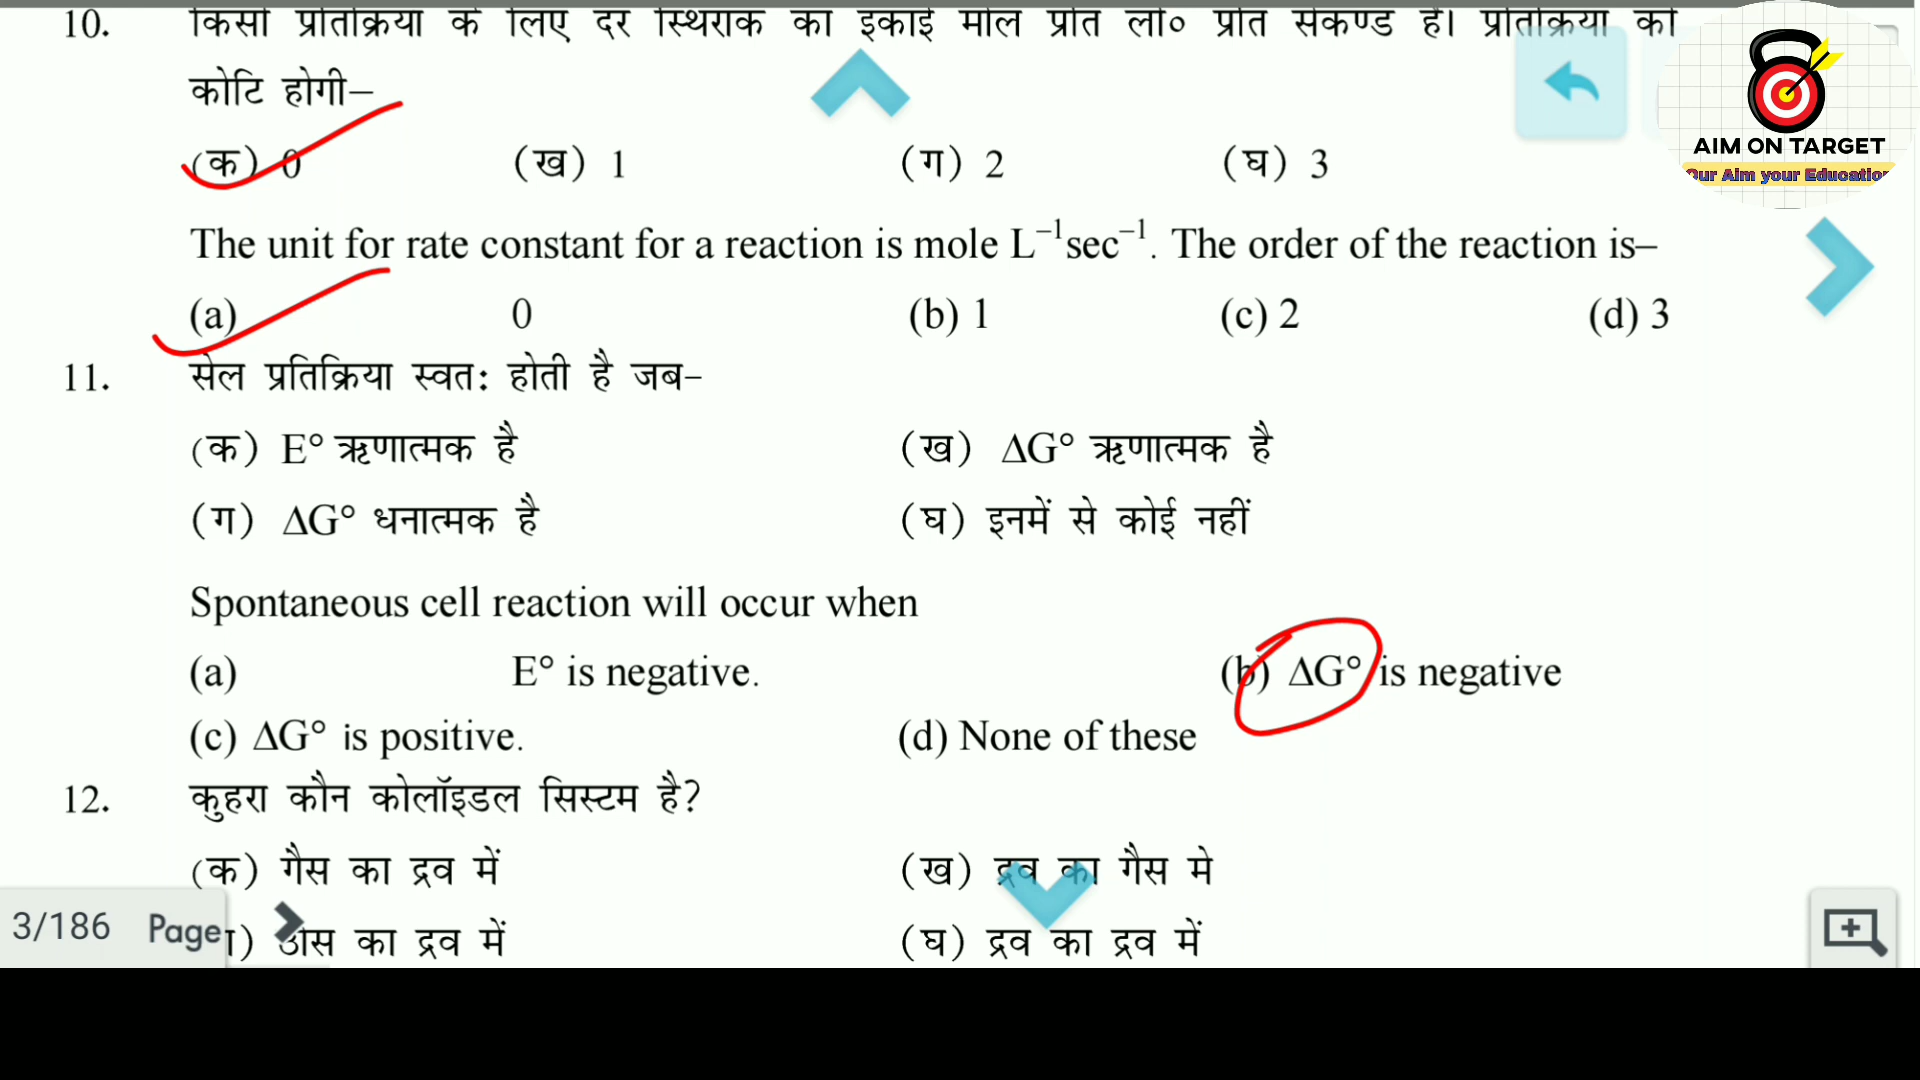 10. किसी प्रतिक्रिया के लिए दर स्थिरांक का इकाई मोल प्रति ली० प्रति सेकण्ड है। प्रतिक्रिया की
कोटि होगी–
(क) 0 (ख) 1 (ग) 2 (घ) 3
The unit for rate constant for a reaction is mole L⁻¹sec⁻¹. The order of the reaction is–
(a) 0 (b) 1 (c) 2 (d) 3
11. सेल प्रतिक्रिया स्वतः होती है जब–
(क) E° ऋणात्मक है (ख) ΔG° ऋणात्मक है
(ग) ΔG° धनात्मक है (घ) इनमें से कोई नहीं
Spontaneous cell reaction will occur when
(a) E° is negative. (b) ΔG° is negative
(c) ΔG° is positive. (d) None of these
12. कुहरा कौन कोलॉइडल सिस्टम है?
(क) गैस का द्रव में (ख) द्रव का गैस मे
का द्रव में (घ) द्रव का द्रव में
3/186 Page
AIM ON TARGET
Our Aim your Education